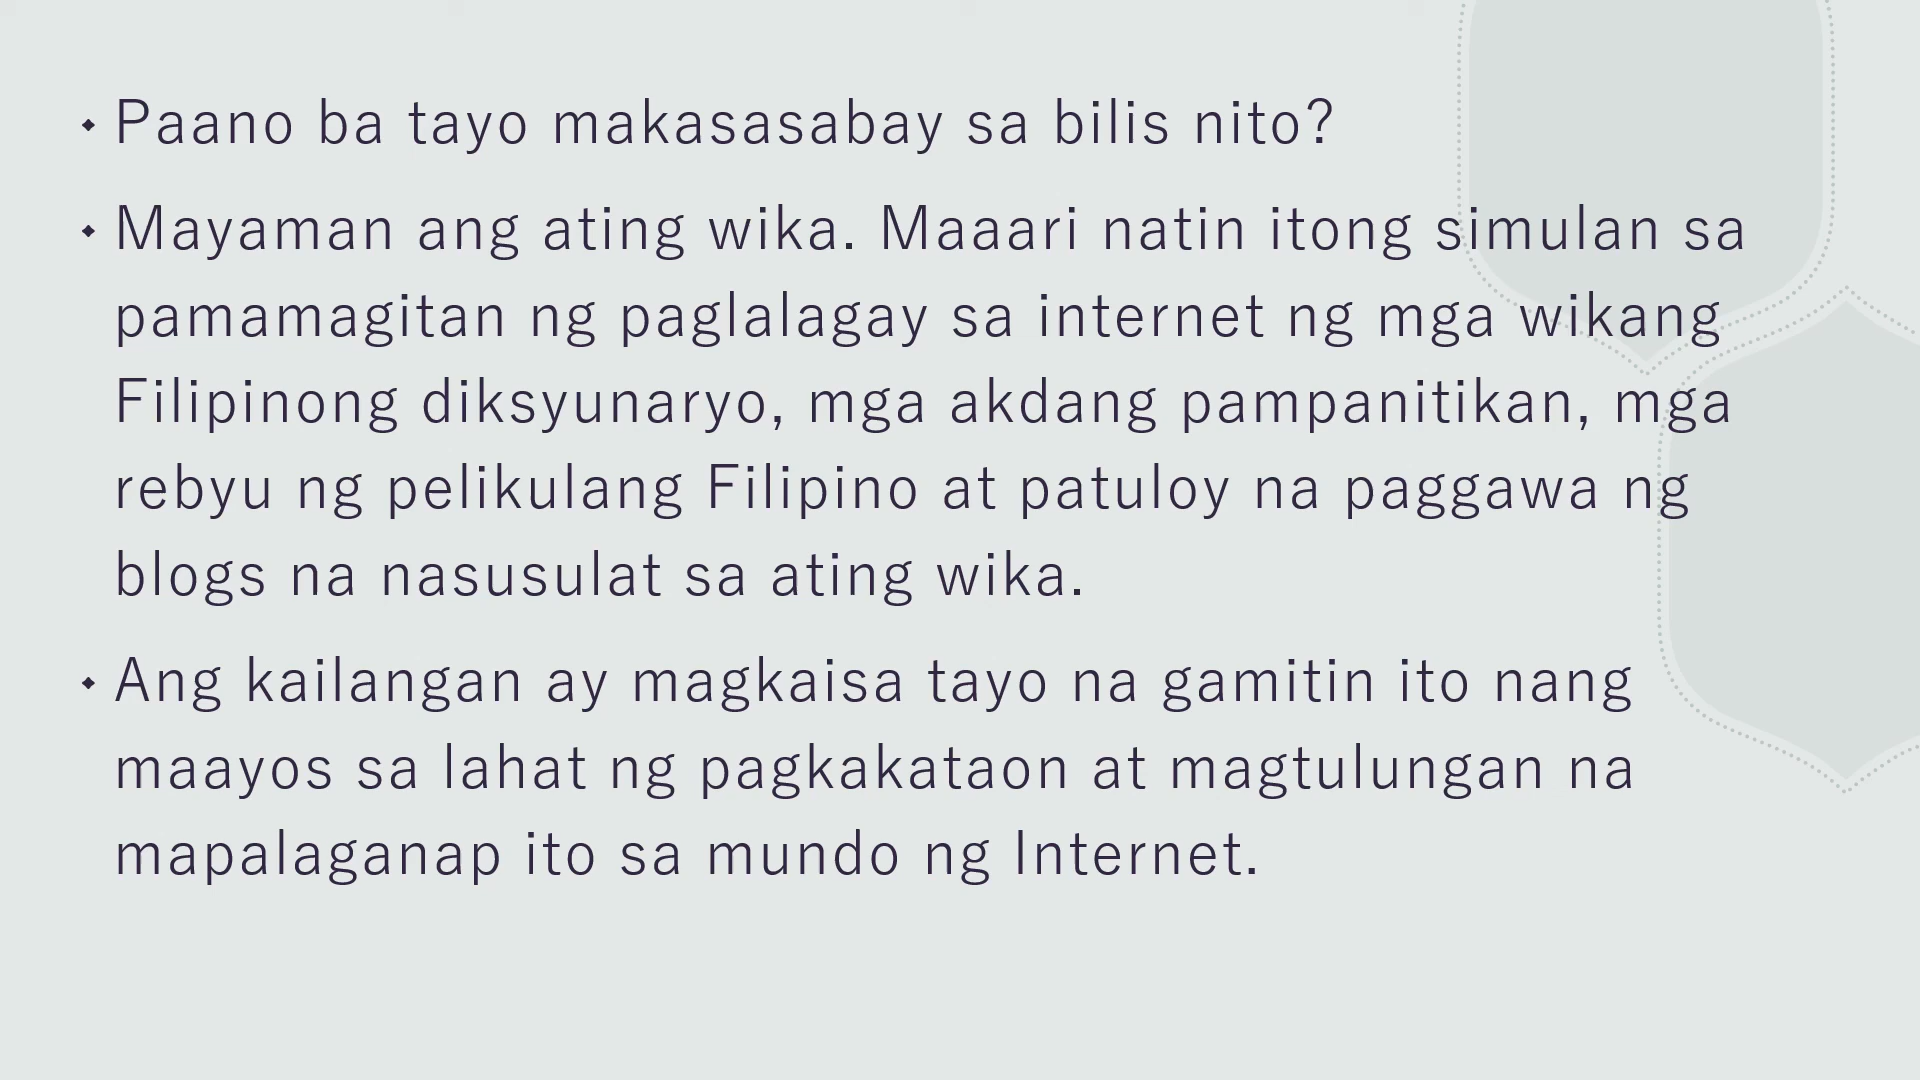 Paano ba tayo makasasabay sa bilis nito?
Mayaman ang ating wika. Maaari natin itong simulan sa
pamamagitan ng paglalagay sa internet ng mga wikang
Filipinong diksyunaryo, mga akdang pampanitikan, mga
rebyu ng pelikulang Filipino at patuloy na paggawa ng
blogs na nasusulat sa ating wika.
Ang kailangan ay magkaisa tayo na gamitin ito nang
maayos sa lahat ng pagkakataon at magtulungan na
mapalaganap ito sa mundo ng Internet.